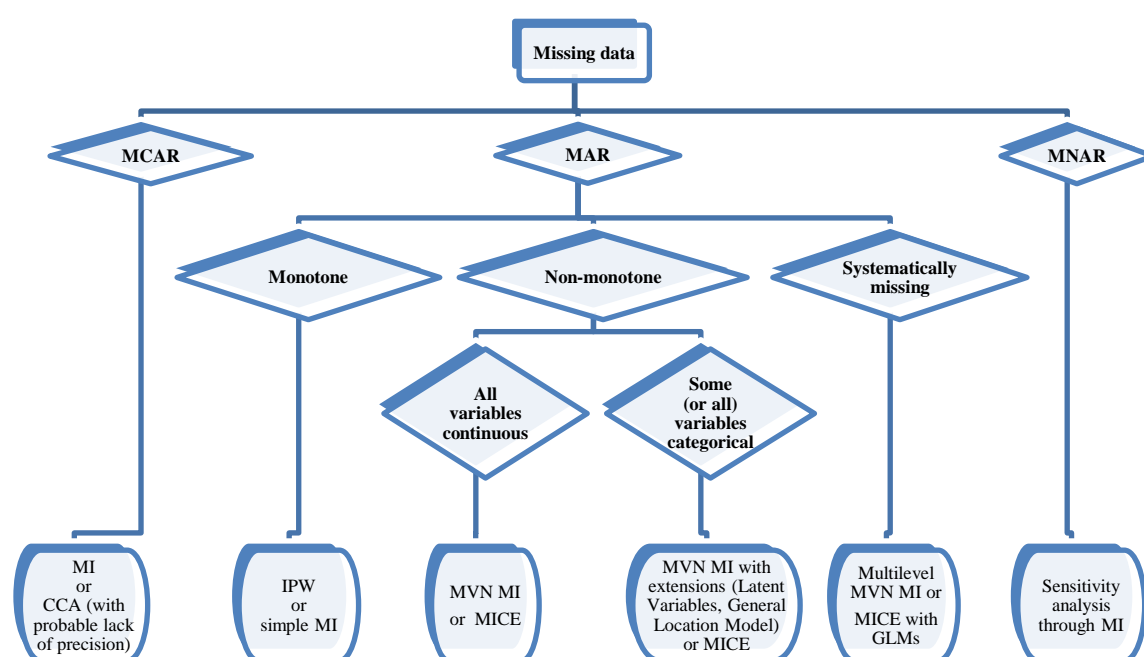 Missing data
MCAR
MAR
MNAR
Monotone
Non-monotone
Systematically
missing
All
variables
continuous
Some
(or all)
variables
categorical
MI
or
CCA (with
probable lack
of precision)
IPW
or
simple MI
MVN MI
or MICE
MVN MI with
extensions (Latent
Variables, General
Location Model)
or MICE
Multilevel
MVN MI or
MICE with
GLMs
Sensitivity
analysis
through MI